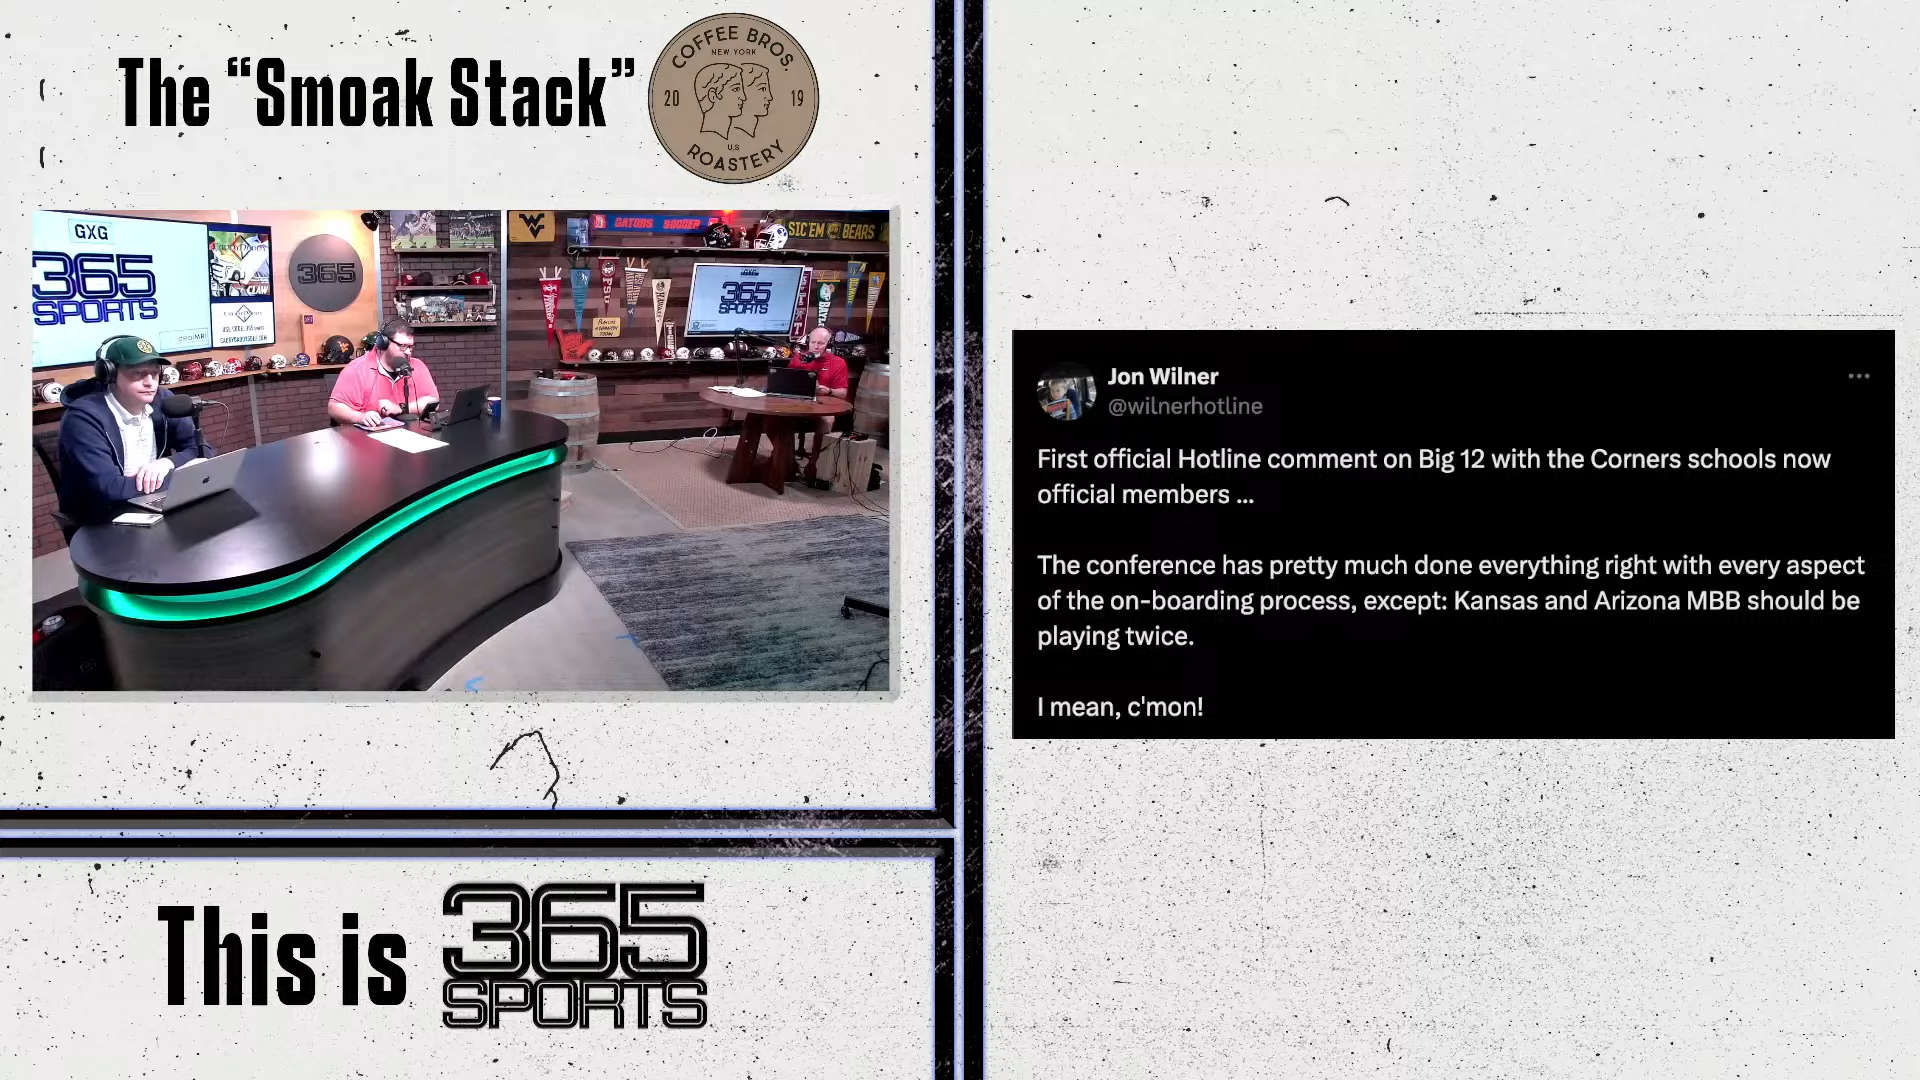 The “Smoak Stack”
COFFEE BROS.
NEW YORK
20 19
U.S
ROASTERY
GXG
365
SPORTS
365
CLAW
GATORS SOCCER
SIC'EM BEARS
PSU
365
SPORTS
Jon Wilner
@wilnerhotline
First official Hotline comment on Big 12 with the Corners schools now
official members ...
The conference has pretty much done everything right with every aspect
of the on-boarding process, except: Kansas and Arizona MBB should be
playing twice.
I mean, c'mon!
This is
365
SPORTS